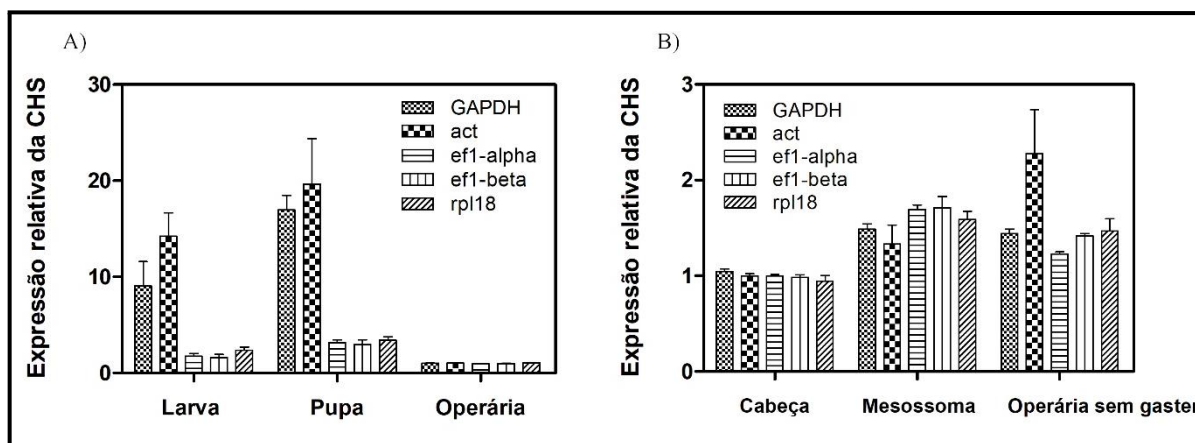 A)
Expressão relativa da CHS
30
20
10
0
GAPDH
act
ef1-alpha
ef1-beta
rpl18
Larva
Pupa
Operária
B)
Expressão relativa da CHS
3
2
1
0
GAPDH
act
ef1-alpha
ef1-beta
rpl18
Cabeça
Mesossoma
Operária sem gaster